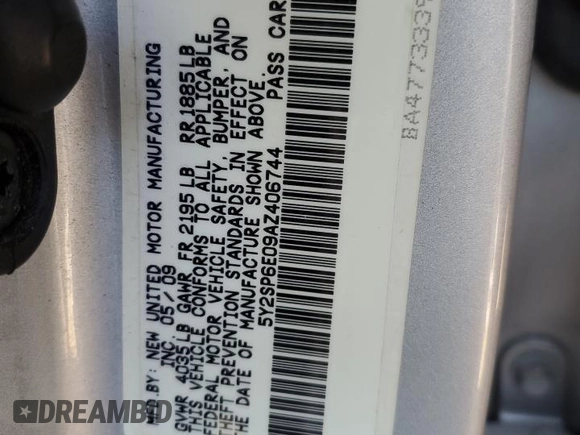 MFD. BY: NEW UNITED MOTOR MANUFACTURING
INC. 05/09
GVWR 4035LB GAWR FR 2195LB RR 1885LB
THIS VEHICLE CONFORMS TO ALL APPLICABLE
FEDERAL MOTOR VEHICLE SAFETY, BUMPER, AND
THEFT PREVENTION STANDARDS IN EFFECT ON
THE DATE OF MANUFACTURE SHOWN ABOVE.
5Y2SP6E09AZ406744 PASS CAR
BA4773339
DREAMBID